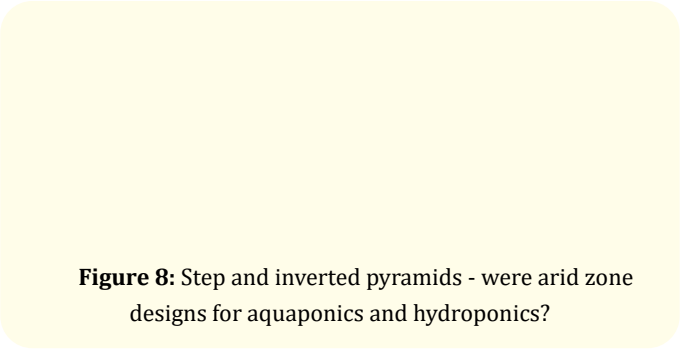 Figure 8: Step and inverted pyramids - were arid zone
designs for aquaponics and hydroponics?